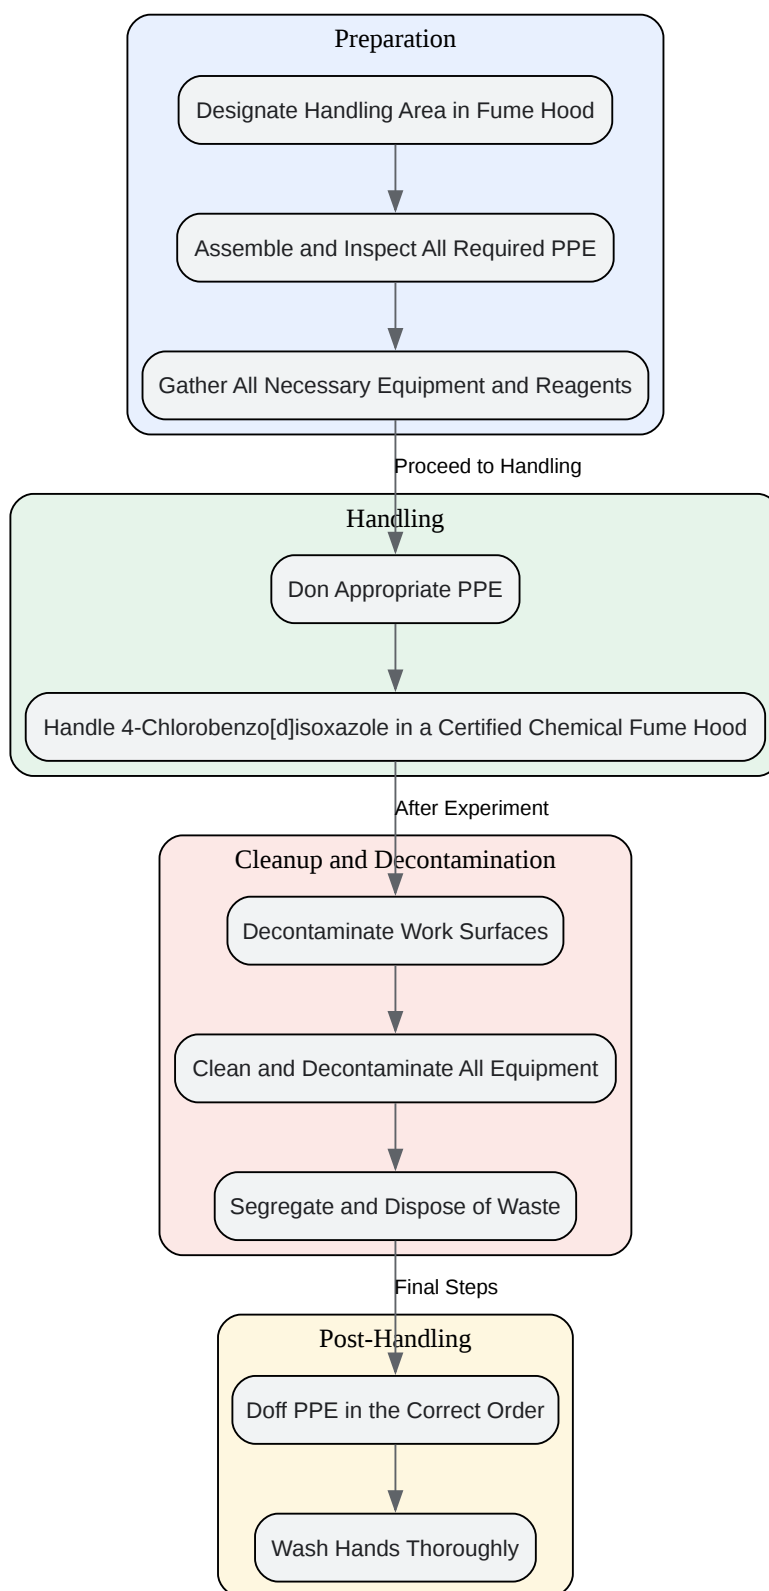 Preparation
Designate Handling Area in Fume Hood
Assemble and Inspect All Required PPE
Gather All Necessary Equipment and Reagents
Proceed to Handling
Handling
Don Appropriate PPE
Handle 4-Chlorobenzo[d]isoxazole in a Certified Chemical Fume Hood
After Experiment
Cleanup and Decontamination
Decontaminate Work Surfaces
Clean and Decontaminate All Equipment
Segregate and Dispose of Waste
Final Steps
Post-Handling
Doff PPE in the Correct Order
Wash Hands Thoroughly